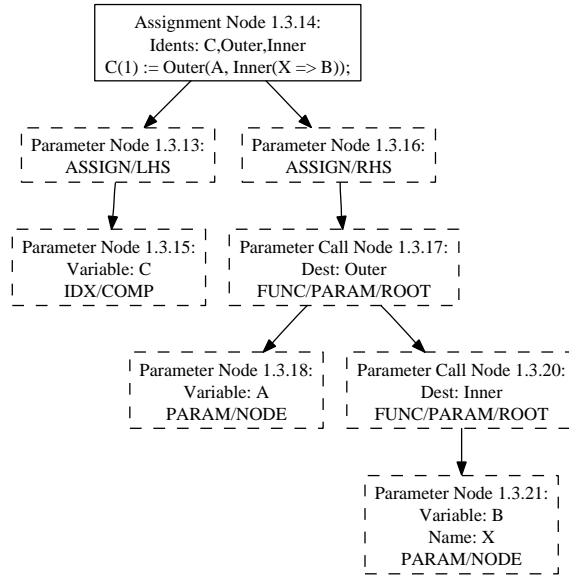 Assignment Node 1.3.14:
Idents: C,Outer,Inner
C(1) := Outer(A, Inner(X => B));
Parameter Node 1.3.13:
ASSIGN/LHS
Parameter Node 1.3.16:
ASSIGN/RHS
Parameter Node 1.3.15:
Variable: C
IDX/COMP
Parameter Call Node 1.3.17:
Dest: Outer
FUNC/PARAM/ROOT
Parameter Node 1.3.18:
Variable: A
PARAM/NODE
Parameter Call Node 1.3.20:
Dest: Inner
FUNC/PARAM/ROOT
Parameter Node 1.3.21:
Variable: B
Name: X
PARAM/NODE